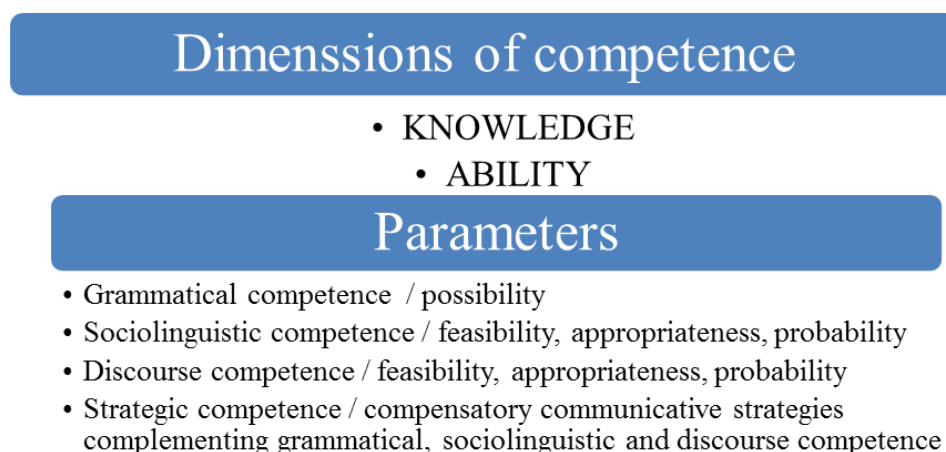 Dimenssions of competence
• KNOWLEDGE
• ABILITY
Parameters
• Grammatical competence / possibility
• Sociolinguistic competence / feasibility, appropriateness, probability
• Discourse competence / feasibility, appropriateness, probability
• Strategic competence / compensatory communicative strategies
complementing grammatical, sociolinguistic and discourse competence